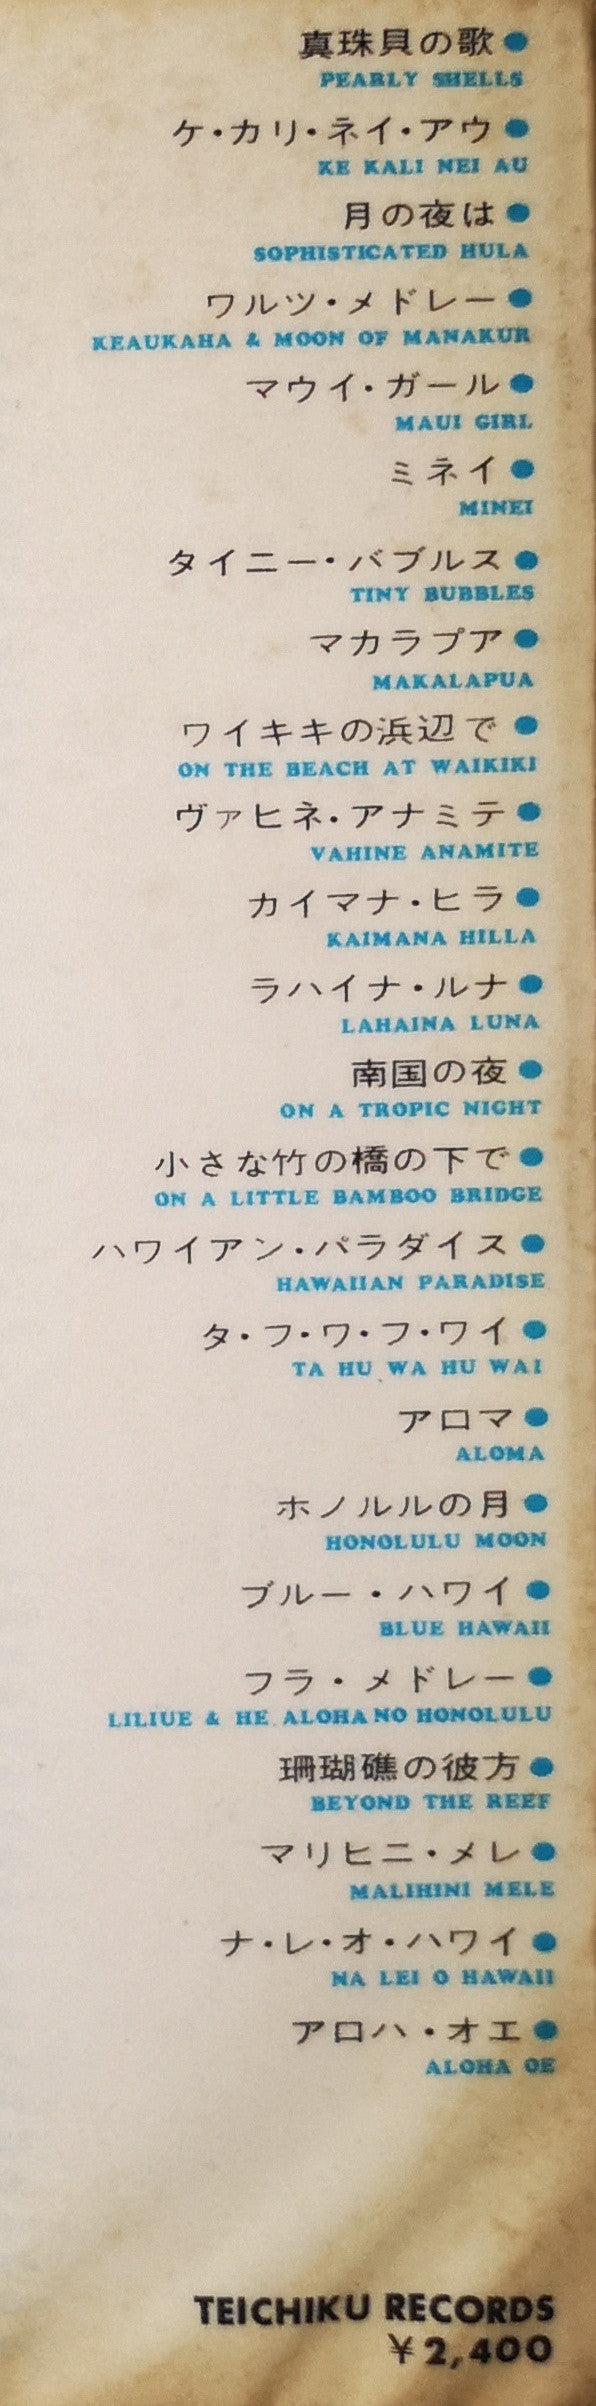 真珠貝の歌●
PEARLY SHELLS
ケ・カリ・ネイ・アウ●
KE KALI NEI AU
月の夜は●
SOPHISTICATED HULA
ワルツ・メドレー●
KEAUKAHA & MOON OF MANAKUR
マウイ・ガール●
MAUI GIRL
ミネイ●
MINEI
タイニー・バブルス●
TINY BUBBLES
マカラプア●
MAKALAPUA
ワイキキの浜辺で●
ON THE BEACH AT WAIKIKI
ヴァヒネ・アナミテ●
VAHINE ANAMITE
カイマナ・ヒラ●
KAIMANA HILLA
ラハイナ・ルナ●
LAHAINA LUNA
南国の夜●
ON A TROPIC NIGHT
小さな竹の橋の下で●
ON A LITTLE BAMBOO BRIDGE
ハワイアン・パラダイス●
HAWAIIAN PARADISE
タ・フ・ワ・フ・ワイ●
TA HU WA HU WAI
アロマ●
ALOMA
ホノルルの月●
HONOLULU MOON
ブルー・ハワイ●
BLUE HAWAII
フラ・メドレー●
LILIUE & HE ALOHA NO HONOLULU
珊瑚礁の彼方●
BEYOND THE REEF
マリヒニ・メレ●
MALIHINI MELE
ナ・レ・オ・ハワイ●
NA LEI O HAWAII
アロハ・オエ●
ALOHA OE
TEICHIKU RECORDS
¥2,400